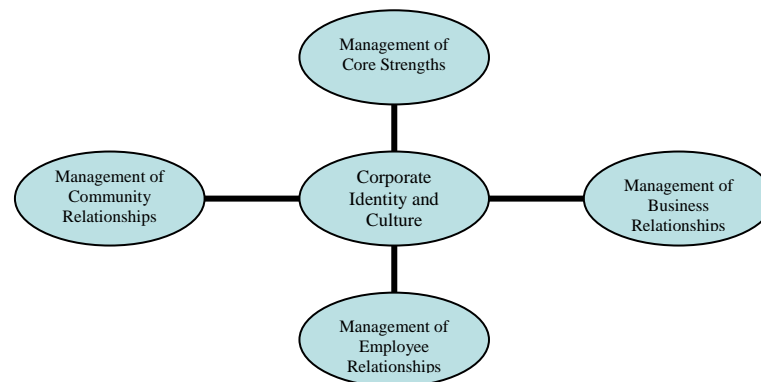 Management of
Core Strengths
Management of
Community
Relationships
Corporate
Identity and
Culture
Management of
Business
Relationships
Management of
Employee
Relationships